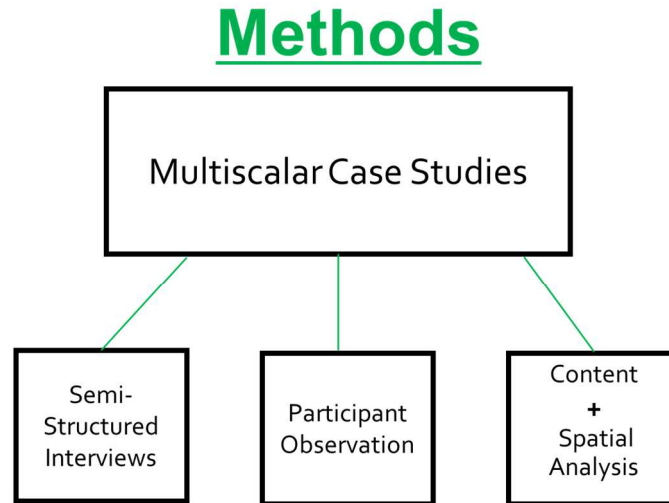 Methods
Multiscalar Case Studies
Semi-
Structured
Interviews
Participant
Observation
Content
+
Spatial
Analysis